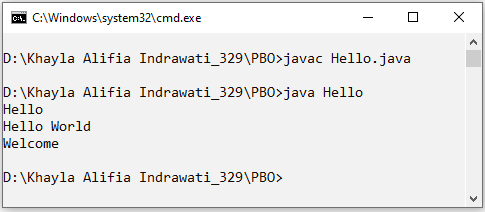 C:\Windows\system32\cmd.exe
D:\Khayla Alifia Indrawati_329\PBO>javac Hello.java
D:\Khayla Alifia Indrawati_329\PBO>java Hello
Hello
Hello World
Welcome
D:\Khayla Alifia Indrawati_329\PBO>